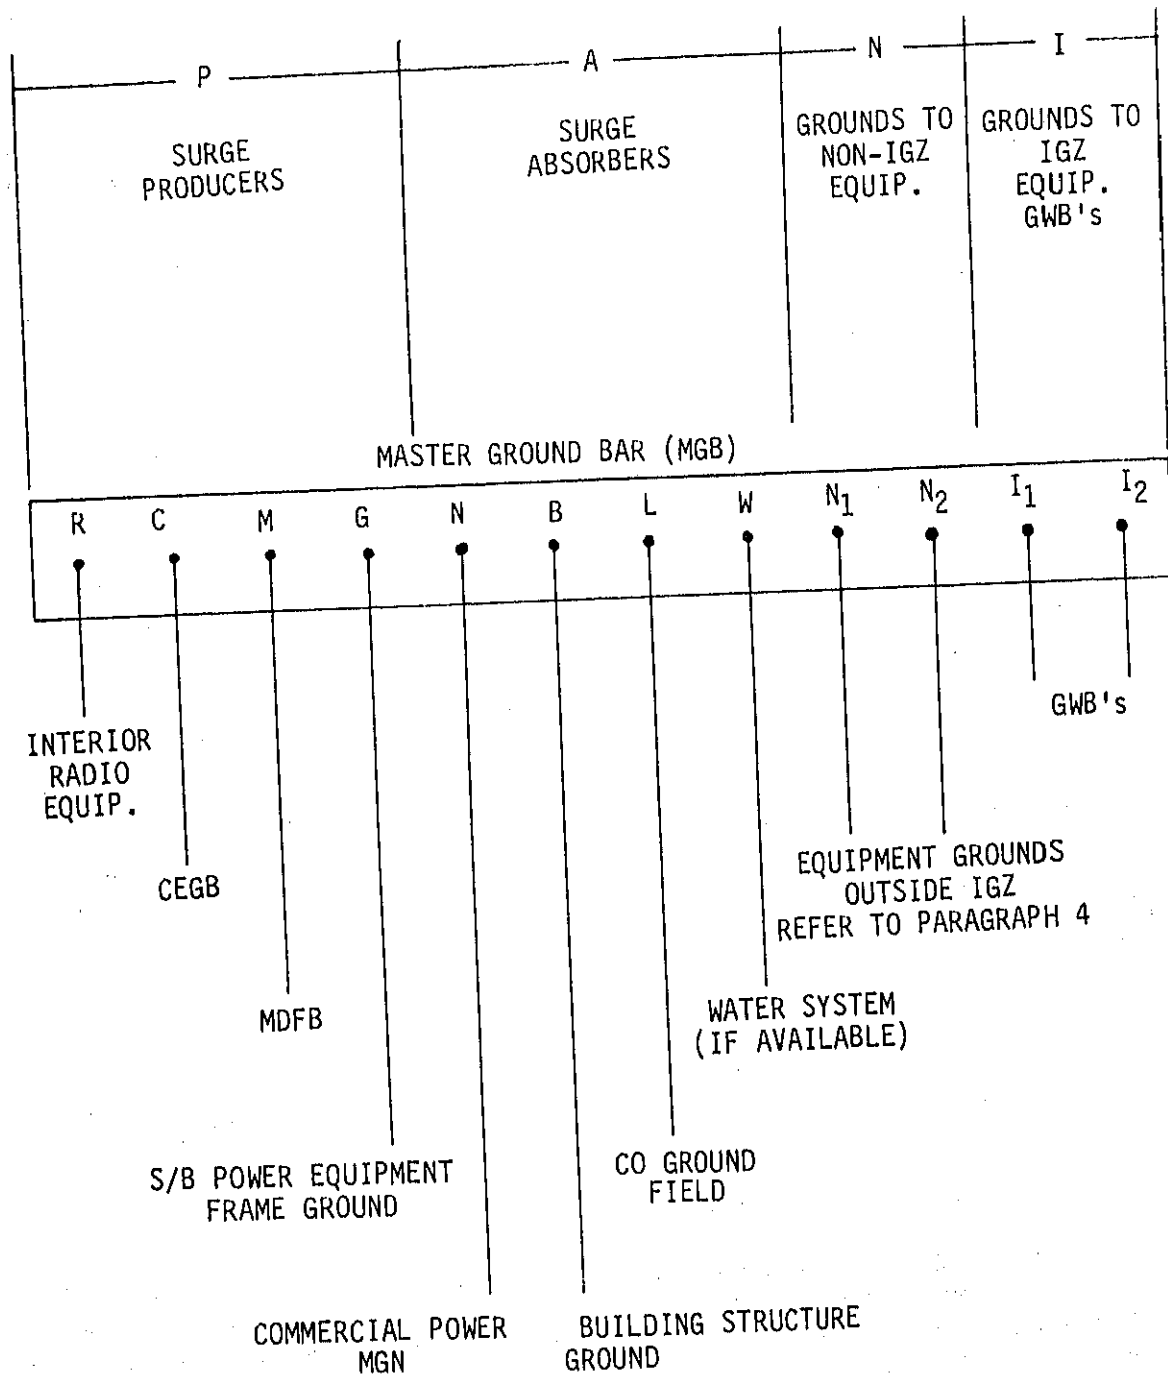 P A N I
SURGE
PRODUCERS
SURGE
ABSORBERS
GROUNDS TO
NON-IGZ
EQUIP.
GROUNDS TO
IGZ
EQUIP.
GWB's
MASTER GROUND BAR (MGB)
R C M G N B L W N1 N2 I1 I2
INTERIOR
RADIO
EQUIP.
CEGB
MDFB
S/B POWER EQUIPMENT
FRAME GROUND
COMMERCIAL POWER
MGN
BUILDING STRUCTURE
GROUND
CO GROUND
FIELD
WATER SYSTEM
(IF AVAILABLE)
EQUIPMENT GROUNDS
OUTSIDE IGZ
REFER TO PARAGRAPH 4
GWB's